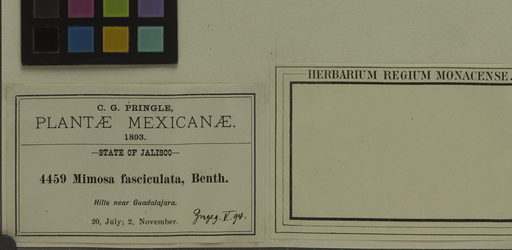 C. G. PRINGLE,
PLANTÆ MEXICANÆ.
1893.
—STATE OF JALISCO—
4459 Mimosa fasciculata, Benth.
Hills near Guadalajara.
20, July; 2, November.
V. 94.
HERBARIUM REGIUM MONACENSE.